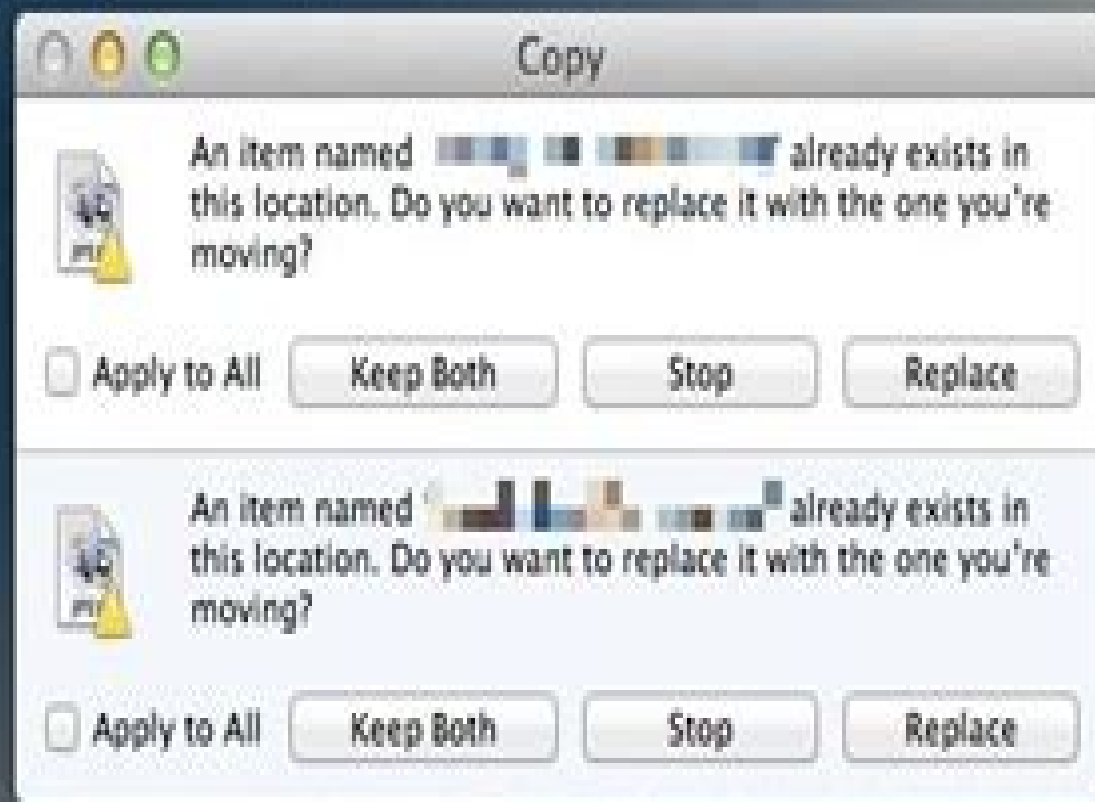 Copy
An item named already exists in
this location. Do you want to replace it with the one you're
moving?
Apply to All Keep Both Stop Replace
An item named already exists in
this location. Do you want to replace it with the one you're
moving?
Apply to All Keep Both Stop Replace